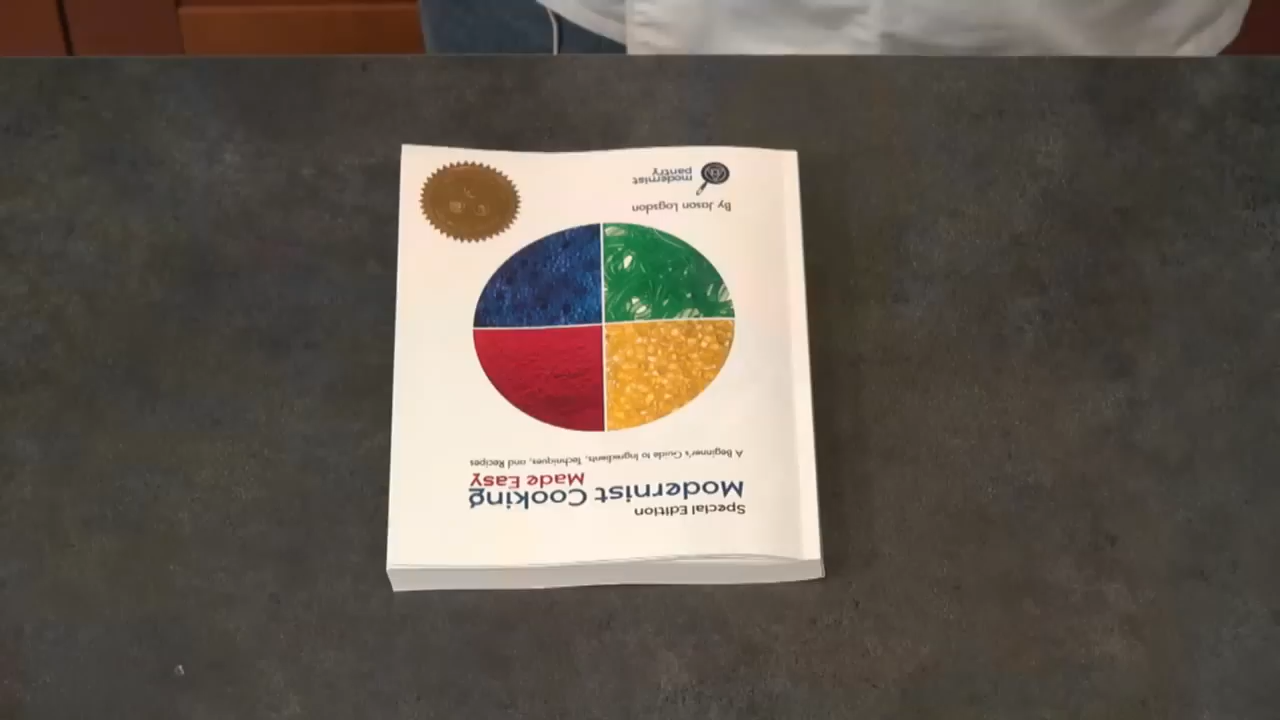 Special Edition
Modernist Cooking
Made Easy
A Beginner's Guide to Ingredients, Techniques, and Recipes
By Jason Logsdon
modernist
pantry